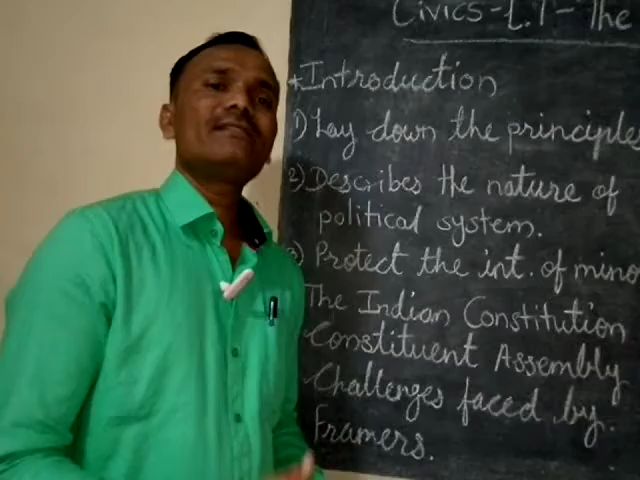 Civics-L.1-The
*Introduction
1) Lay down the principles
2) Describes the nature of
political system.
3) Protect the int. of mino
The Indian Constitution
Constituent Assembly
Challenges faced by.
Framers.